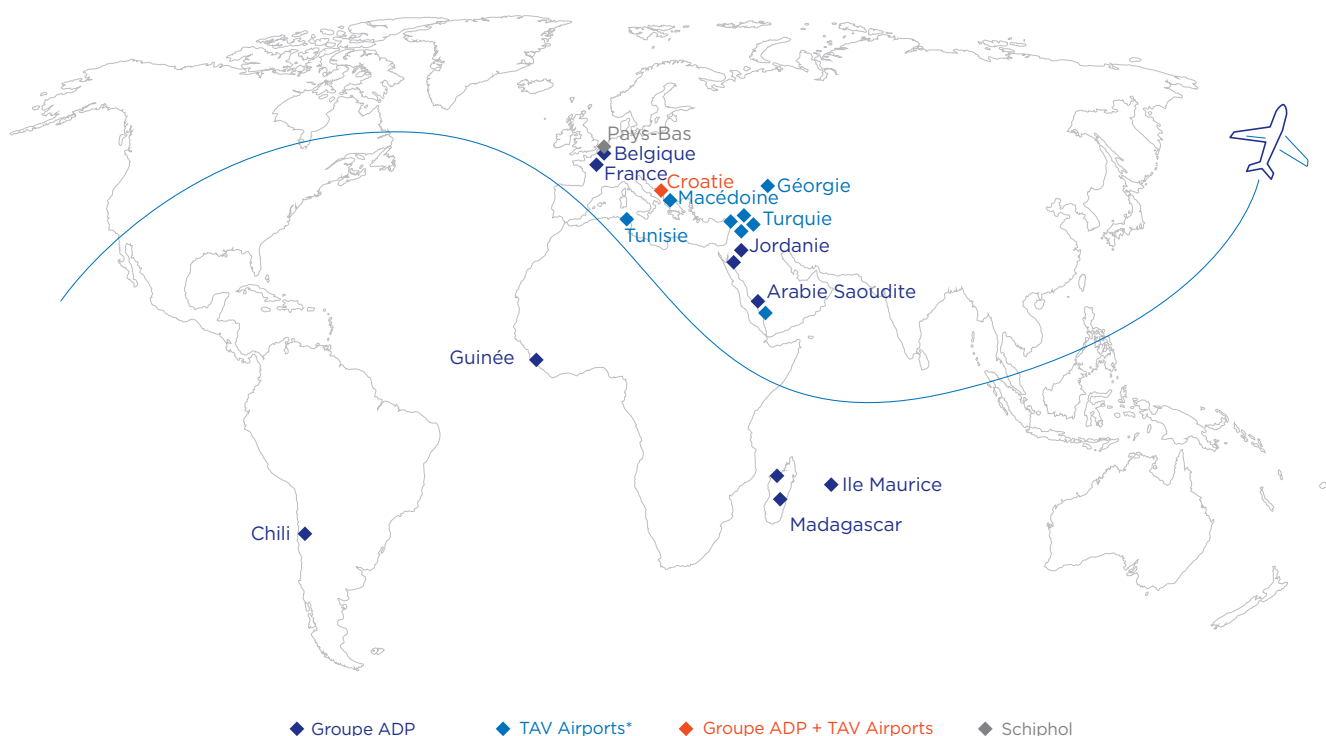 Pays-Bas
Belgique
France
Croatie
Géorgie
Macédoine
Turquie
Tunisie
Jordanie
Arabie Saoudite
Guinée
Ile Maurice
Madagascar
Chili
Groupe ADP
TAV Airports*
Groupe ADP + TAV Airports
Schiphol